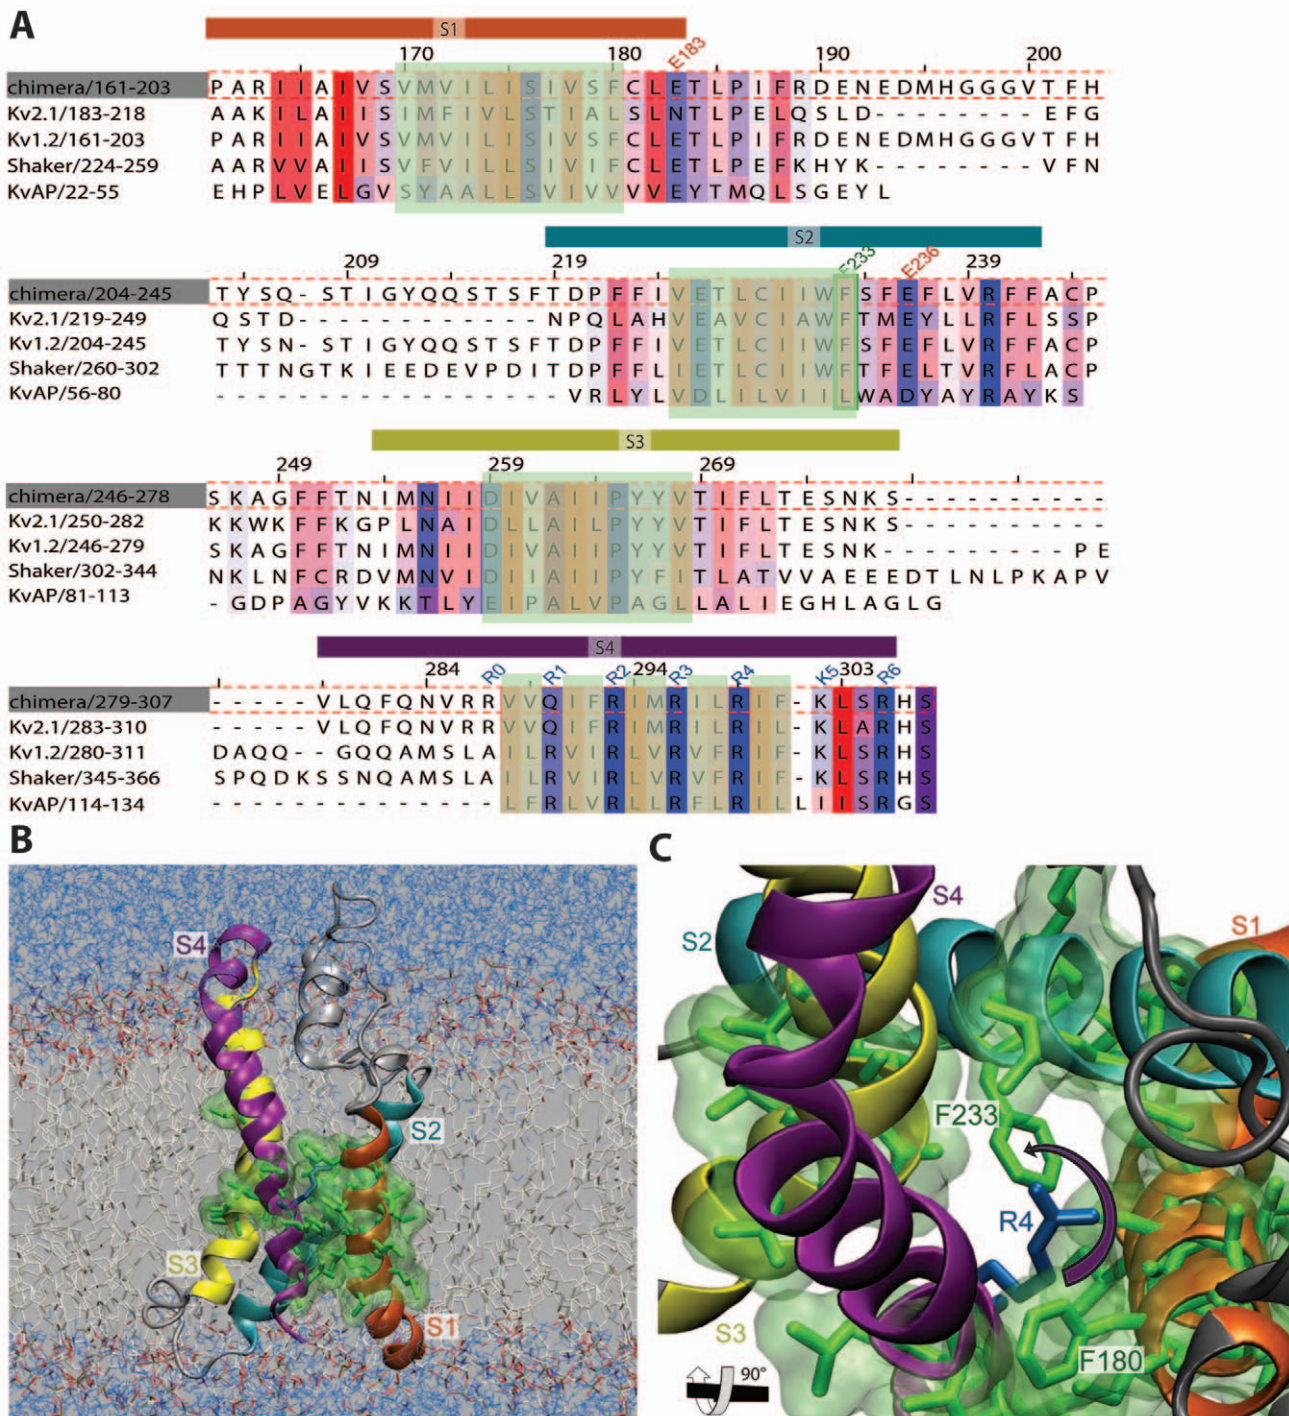 A
S1
170 180 E183 190 200
chimera/161-203 P A R I I A I V S V M V I L I S I V S F C L E T L P I F R D E N E D M H G G G V T F H
Kv2.1/183-218 A A K I L A I I S I M F I V L S T I A L S L N T L P E L Q S L D - - - - - - - - E F G
Kv1.2/161-203 P A R I I A I V S V M V I L I S I V S F C L E T L P I F R D E N E D M H G G G V T F H
Shaker/224-259 A A R V V A I I S V F V I L L S I V I F C L E T L P E F K H Y K - - - - - - - - V F N
KvAP/22-55 E H P L V E L G V S Y A A L L S V I V V V V E Y T M Q L S G E Y L
S2
209 219 F233 E236 239
chimera/204-245 T Y S Q - S T I G Y Q Q S T S F T D P F F I V E T L C I I W F S F E F L V R F F A C P
Kv2.1/219-249 Q S T D - - - - - - - - - - - - N P Q L A H V E A V C I A W F T M E Y L L R F L S S P
Kv1.2/204-245 T Y S N - S T I G Y Q Q S T S F T D P F F I V E T L C I I W F S F E F L V R F F A C P
Shaker/260-302 T T T N G T K I E E D E V P D I T D P F F L I E T L C I I W F T F E L T V R F L A C P
KvAP/56-80 - - - - - - - - - - - - - - - - - V R L Y L V D L I L V I I L W A D Y A Y R A Y K S
S3
249 259 269
chimera/246-278 S K A G F F T N I M N I I D I V A I I P Y Y V T I F L T E S N K S - - - - - - - - - -
Kv2.1/250-282 K K W K F F K G P L N A I D L L A I L P Y Y V T I F L T E S N K S - - - - - - - - - -
Kv1.2/246-279 S K A G F F T N I M N I I D I V A I I P Y Y V T I F L T E S N K - - - - - - - - - P E
Shaker/302-344 N K L N F C R D V M N V I D I I A I I P Y F I T L A T V V A E E E D T L N L P K A P V
KvAP/81-113 - G D P A G Y V K K T L Y E I P A L V P A G L L A L I E G H L A G L G
S4
284 R0 R1 R2 294 R3 R4 K5 303 R6
chimera/279-307 - - - - - V L Q F Q N V R R V V Q I F R I M R I L R I F - K L S R H S
Kv2.1/283-310 - - - - - V L Q F Q N V R R V V Q I F R I M R I L R I L - K L A R H S
Kv1.2/280-311 D A Q Q - G Q Q A M S L A I L R V I R L V R V F R I F - K L S R H S
Shaker/345-366 S P Q D K S S N Q A M S L A I L R V I R L V R V F R I F - K L S R H S
KvAP/114-134 - - - - - - - - - - - - - - L F R L V R L L R F L R I L L I I S R G S
B
S4
S2
S3
S1
C
S4
S2
S1
F233
R4
S3
F180
90°